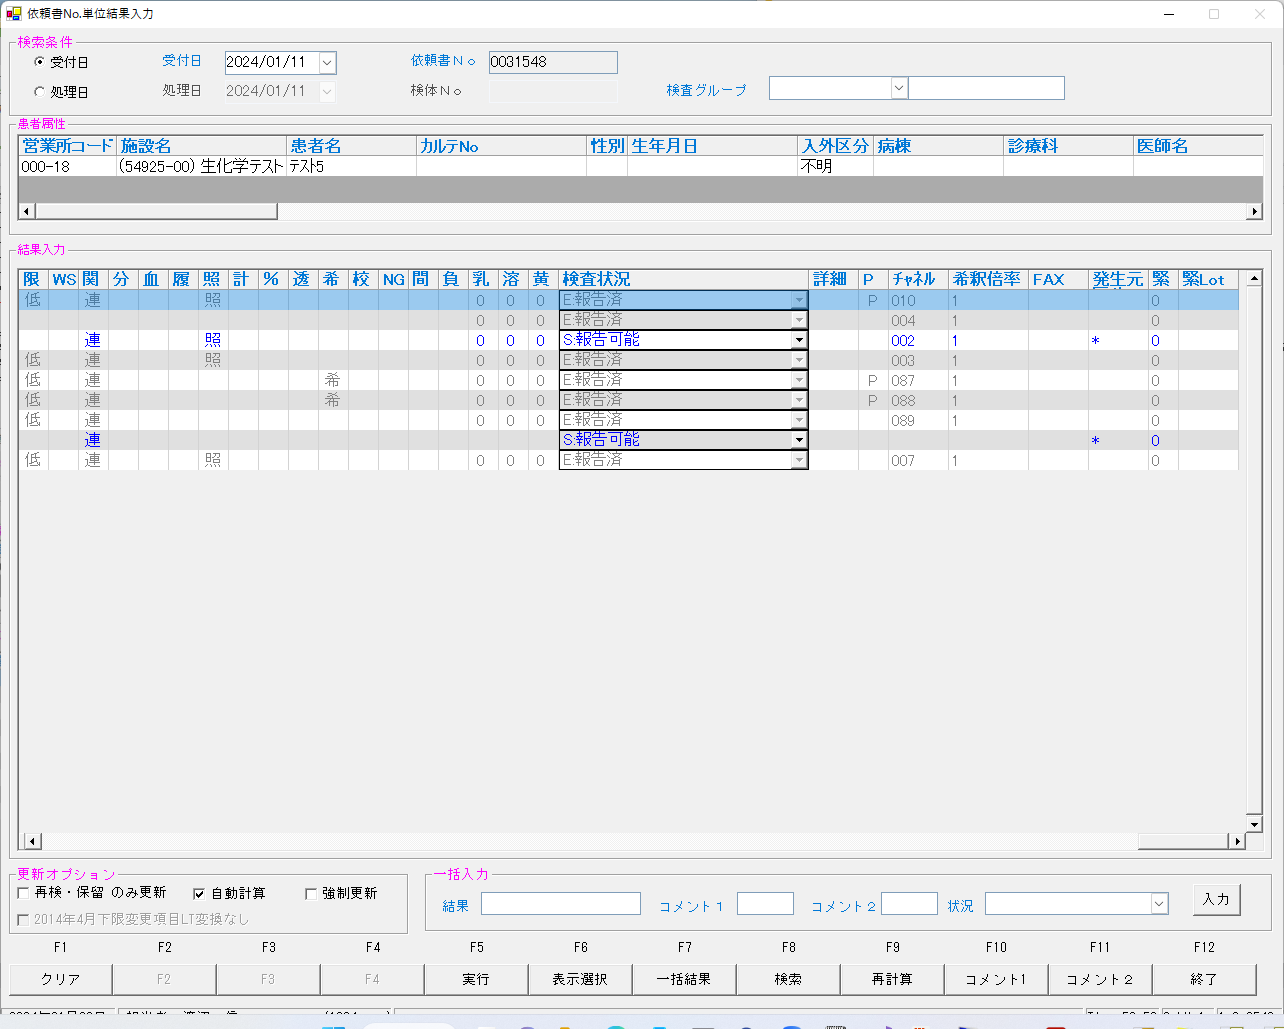 依頼書No.単位結果入力
検索条件
受付日 受付日 2024/01/11 依頼書No 0031548
処理日 処理日 2024/01/11 検体No 検査グループ
患者属性
営業所コード 施設名 患者名 カルテNo 性別 生年月日 入外区分 病棟 診療科 医師名
000-18 (54925-00) 生化学テスト テスト5 不明
結果入力
限 WS 関 分 血 履 照 計 % 透 希 校 NG 間 負 乳 溶 黄 検査状況 詳細 P チャネル 希釈倍率 FAX 発生元 緊 緊Lot
低 連 照 0 0 0 E:報告済 P 010 1 0
0 0 0 E:報告済 004 1 0
連 照 0 0 0 S:報告可能 002 1 * 0
低 連 照 0 0 0 E:報告済 003 1 0
低 連 希 0 0 0 E:報告済 P 087 1 0
低 連 希 0 0 0 E:報告済 P 088 1 0
低 連 0 0 0 E:報告済 089 1 0
連 S:報告可能 * 0
低 連 照 0 0 0 E:報告済 007 1 0
更新オプション
再検・保留 のみ更新 自動計算 強制更新
2014年4月下限変更項目LT変換なし
一括入力
結果 コメント1 コメント2 状況 入力
F1 F2 F3 F4 F5 F6 F7 F8 F9 F10 F11 F12
クリア F2 F3 F4 実行 表示選択 一括結果 検索 再計算 コメント1 コメント2 終了